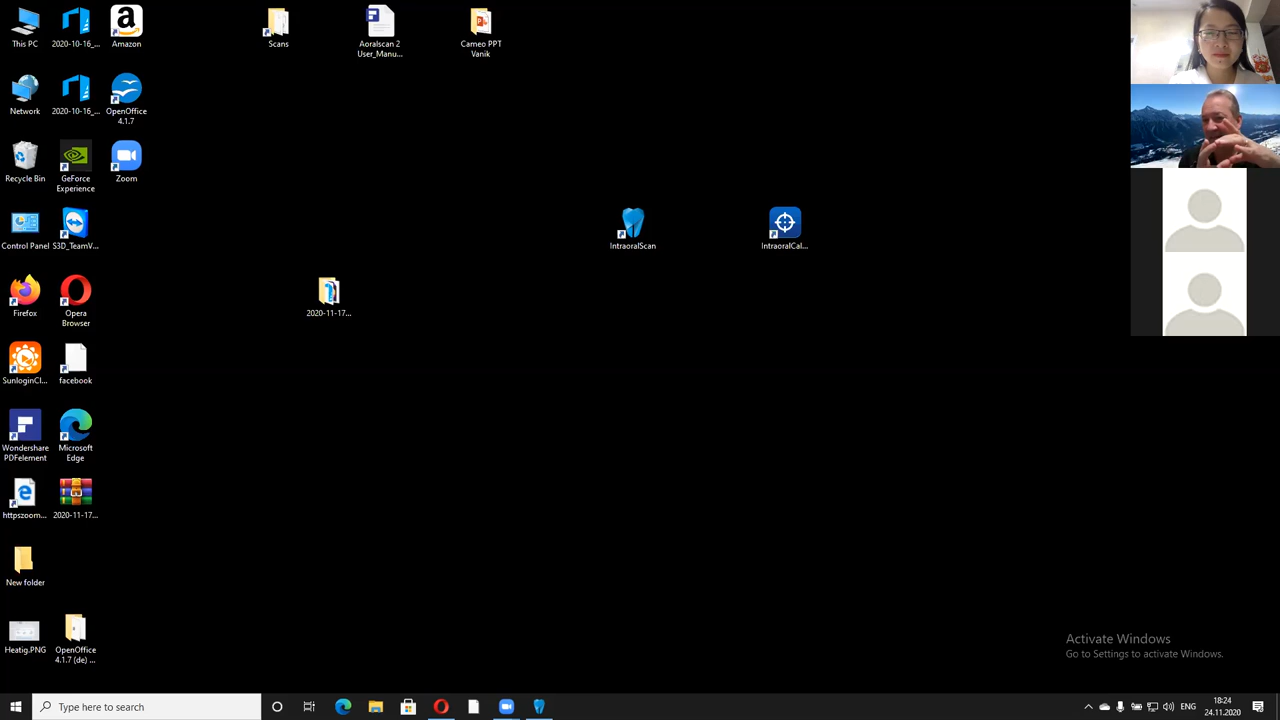 This PC
2020-10-16_...
Amazon
Scans
Aoralscan 2
User_Manu...
Cameo PPT
Vanik
Network
2020-10-16_...
OpenOffice
4.1.7
Recycle Bin
GeForce
Experience
Zoom
Control Panel
S3D_TeamV...
IntraoralScan
IntraoralCal...
Firefox
Opera
Browser
2020-11-17...
SunloginCl...
facebook
Wondershare
PDFelement
Microsoft
Edge
httpszoom...
2020-11-17...
New folder
Heatig.PNG
OpenOffice
4.1.7 (de) ...
Activate Windows
Go to Settings to activate Windows.
Type here to search
ENG
18:24
24.11.2020